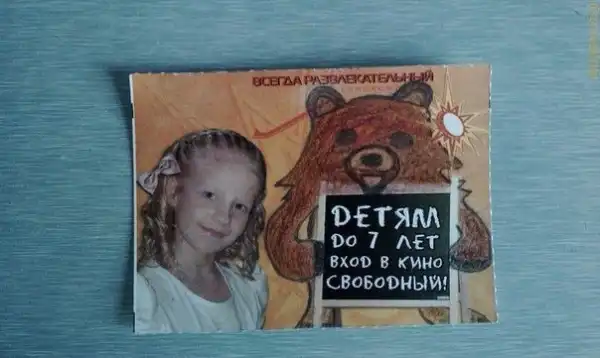 ВСЕГДА РАЗВЛЕКАТЕЛЬНЫЙ
ДЕТЯМ
ДО 7 ЛЕТ
ВХОД В КИНО
СВОБОДНЫЙ!